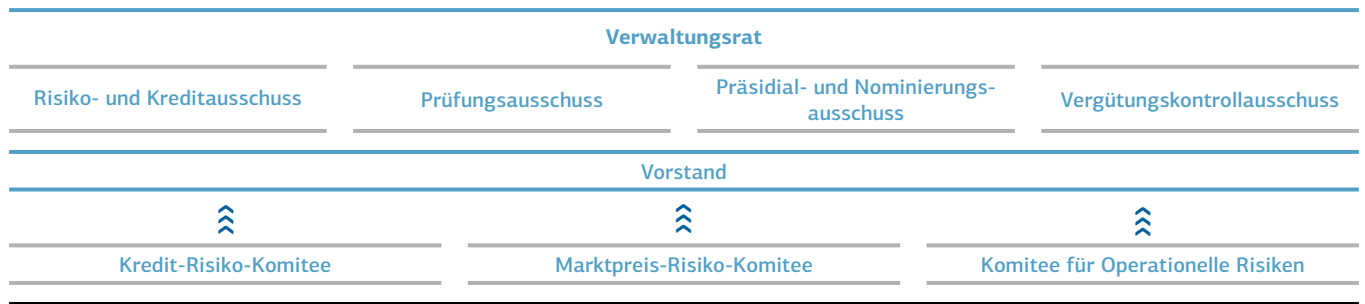 Verwaltungsrat
Risiko- und Kreditausschuss
Prüfungsausschuss
Präsidial- und Nominierungs-
ausschuss
Vergütungskontrollausschuss
Vorstand
Kredit-Risiko-Komitee
Marktpreis-Risiko-Komitee
Komitee für Operationelle Risiken